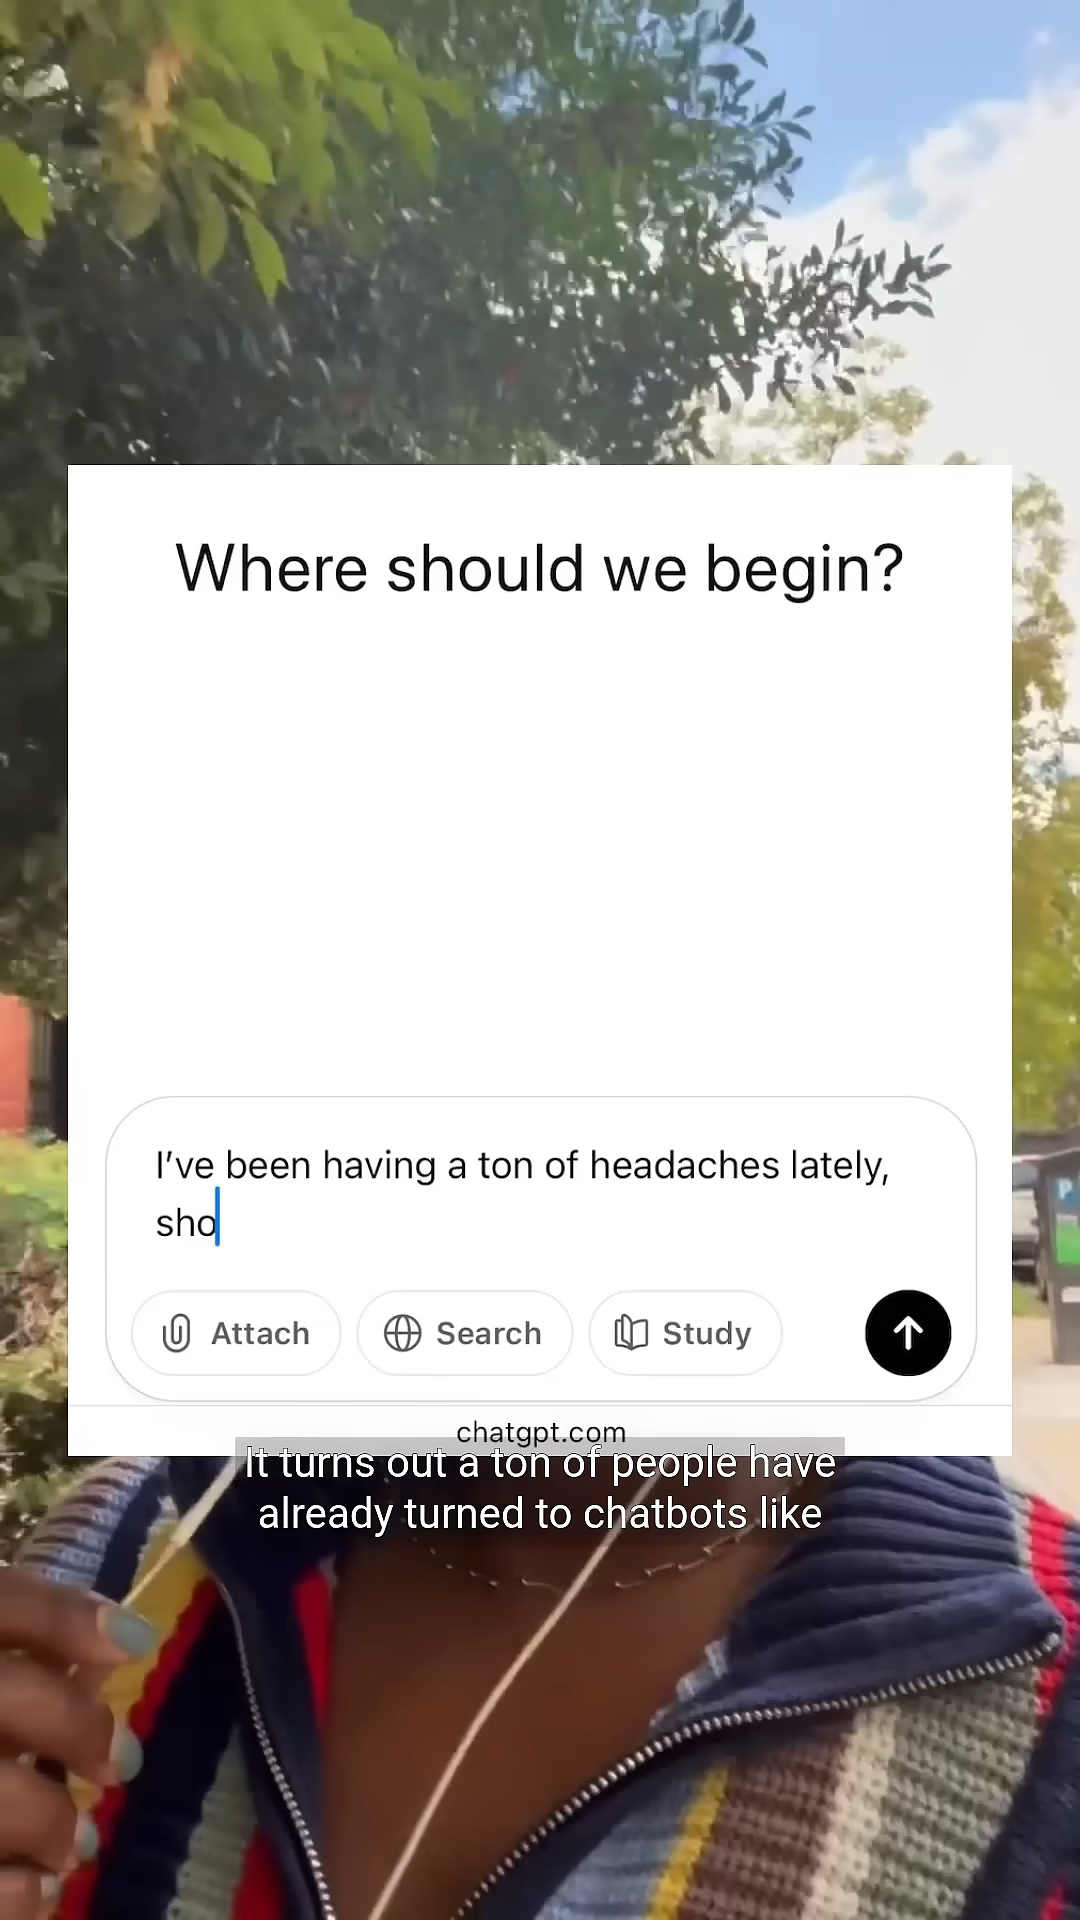 Where should we begin?
I've been having a ton of headaches lately,
sho
Attach
Search
Study
chatgpt.com
It turns out a ton of people have
already turned to chatbots like
P